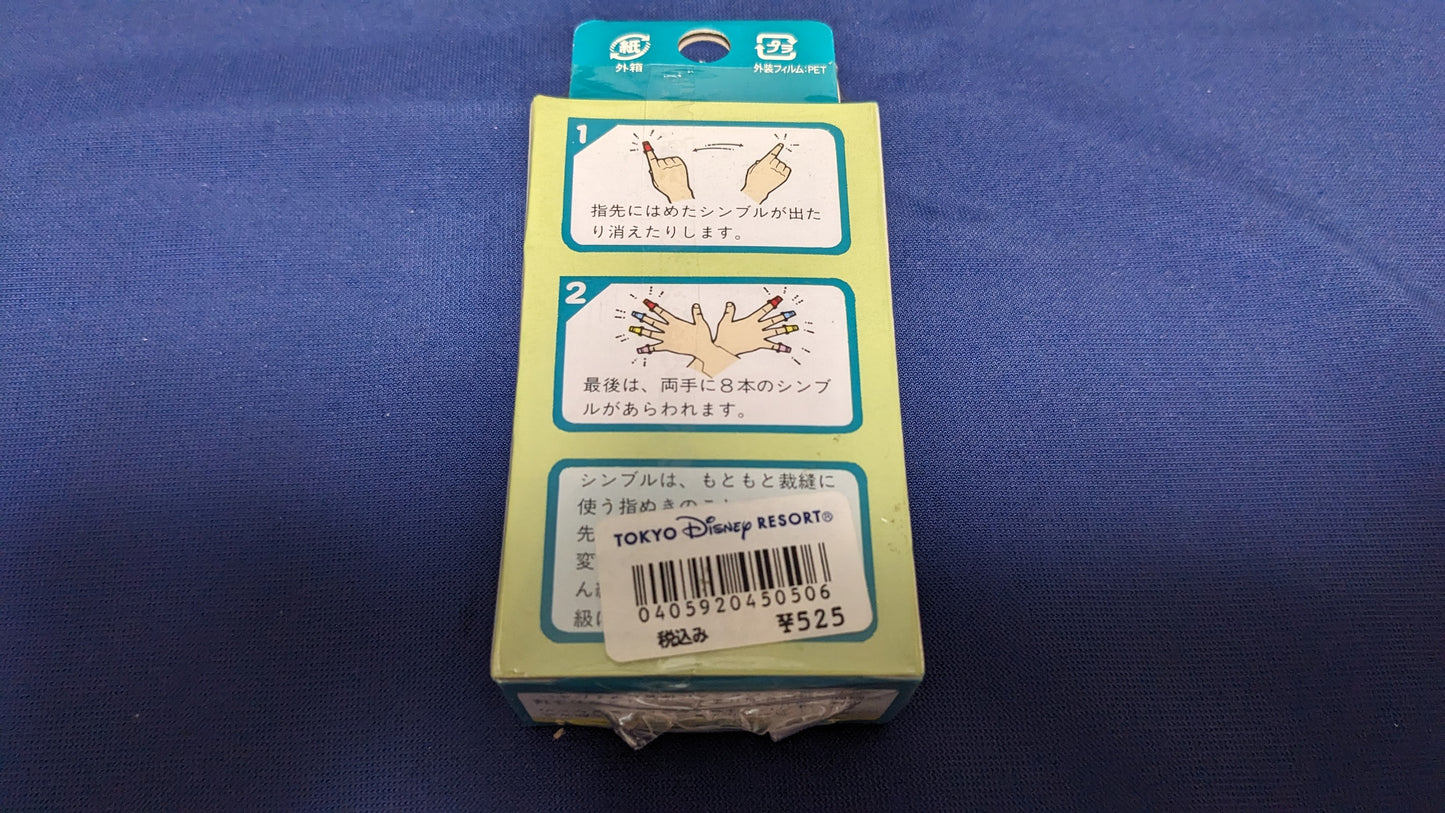 紙
外箱
プラ
外装フィルム:PET
1
指先にはめたシンブルが出た
り消えたりします。
2
最後は、両手に8本のシンブ
ルがあらわれます。
シンブルは、もともと裁縫に
使う指ぬきのこ
先
変
ん
級に
TOKYO Disney RESORT®
0405920450506
税込み ¥525